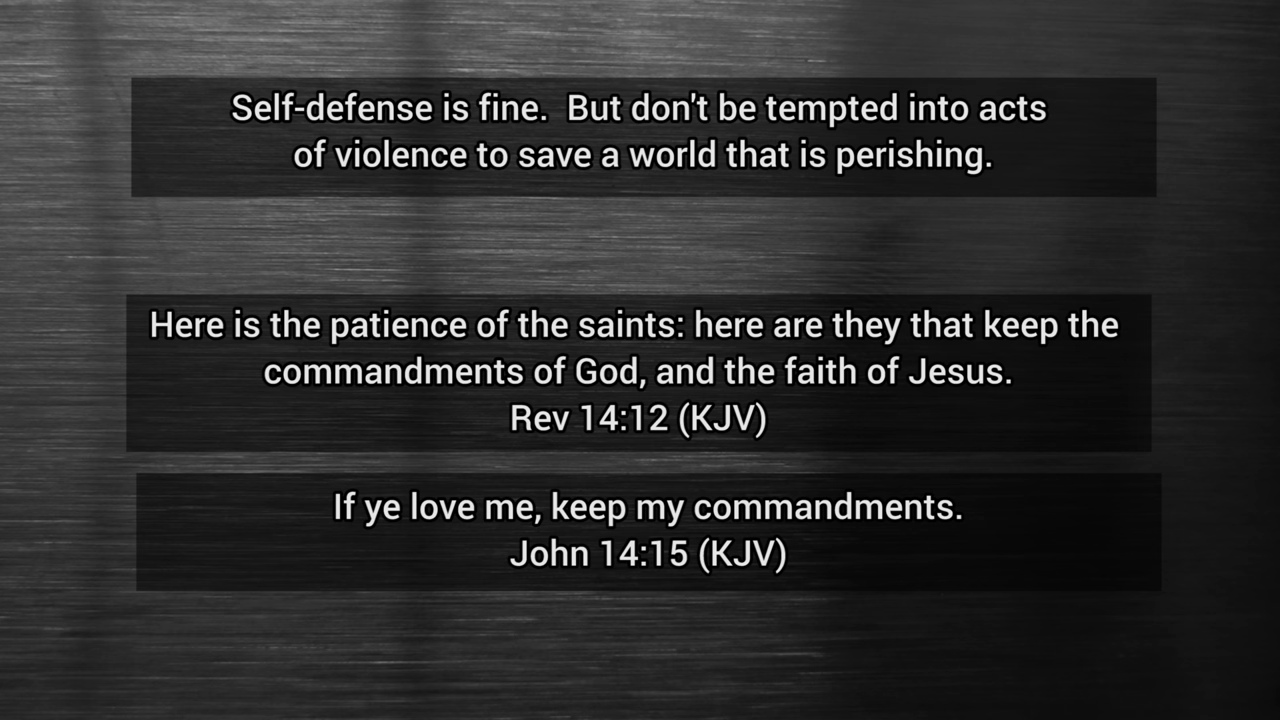 Self-defense is fine.  But don't be tempted into acts
of violence to save a world that is perishing.
Here is the patience of the saints: here are they that keep the
commandments of God, and the faith of Jesus.
Rev 14:12 (KJV)
If ye love me, keep my commandments.
John 14:15 (KJV)